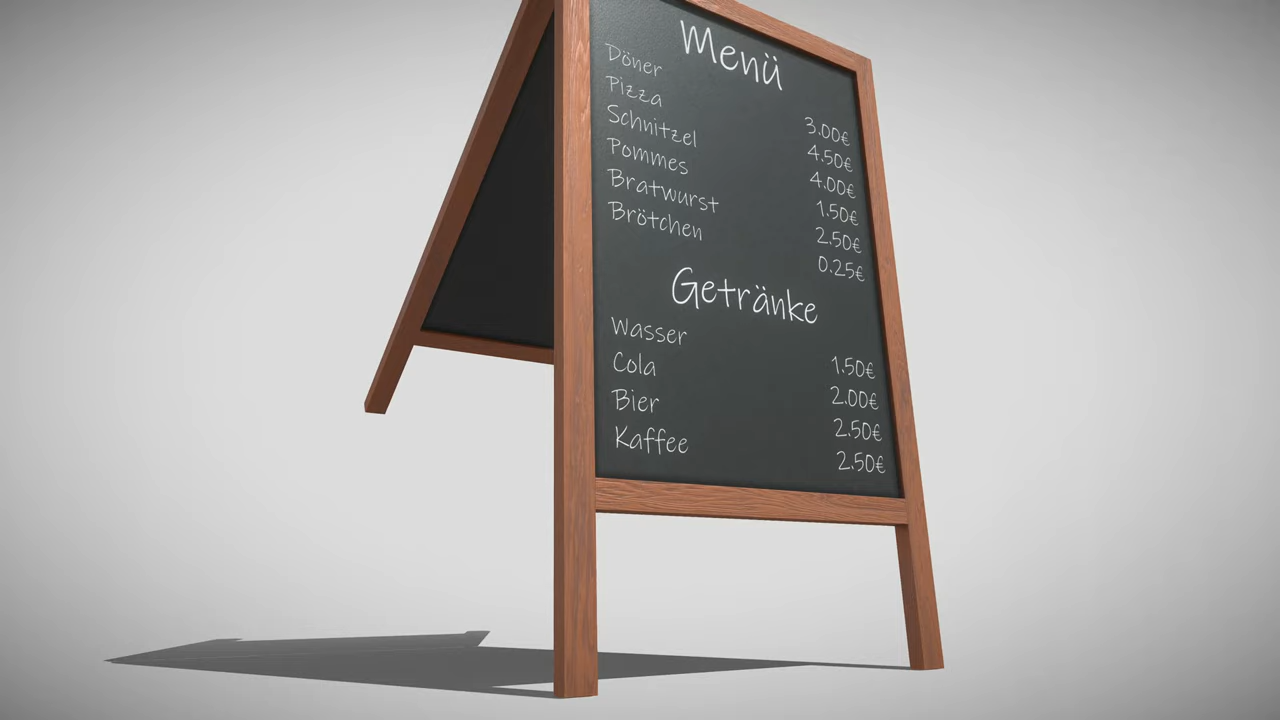 Menü
Döner 3.00€
Pizza 4.50€
Schnitzel 4.00€
Pommes 1.50€
Bratwurst 2.50€
Brötchen 0.25€
Getränke
Wasser 1.50€
Cola 2.00€
Bier 2.50€
Kaffee 2.50€